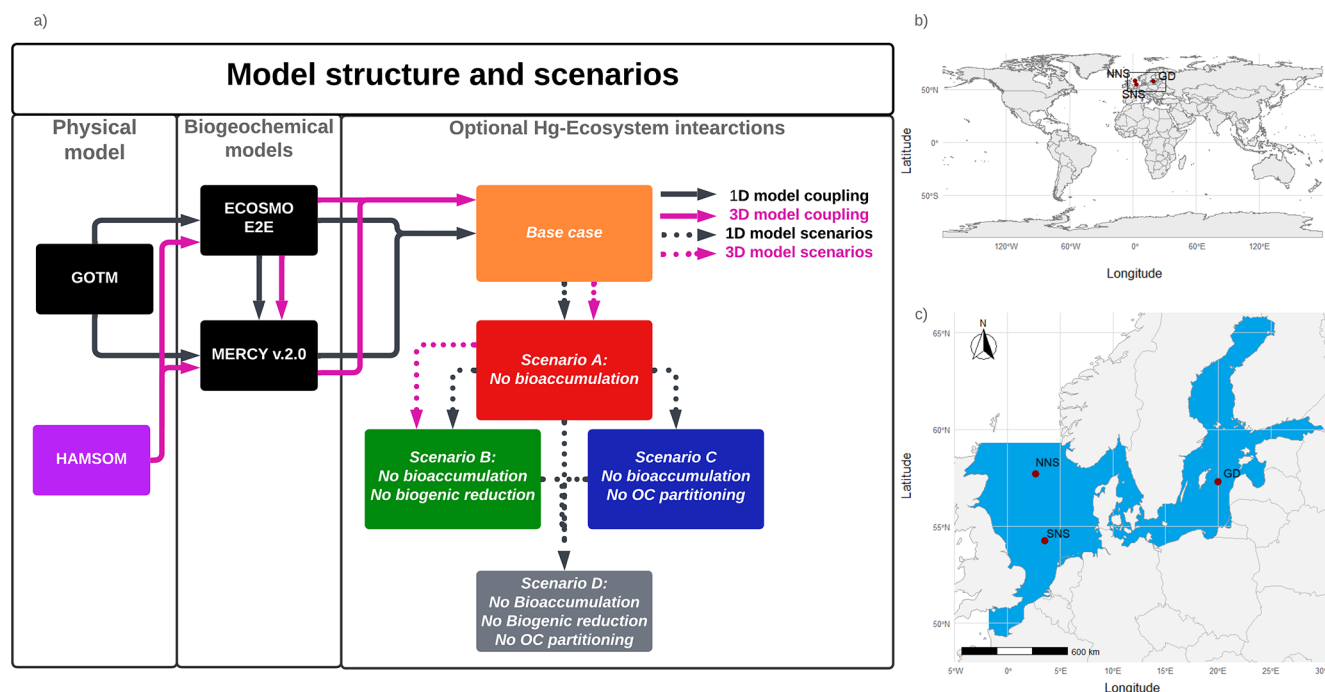 a)
Model structure and scenarios
Physical
model
Biogeochemical
models
Optional Hg-Ecosystem intearctions
GOTM
HAMSOM
ECOSMO
E2E
MERCY v.2.0
Base case
1D model coupling
3D model coupling
1D model scenarios
3D model scenarios
Scenario A:
No bioaccumulation
Scenario B:
No bioaccumulation
No biogenic reduction
Scenario C:
No bioaccumulation
No OC partitioning
Scenario D:
No Bioaccumulation
No Biogenic reduction
No OC partitioning
b)
NNS
GD
SNS
50°N
0°
50°S
Latitude
120°W
60°W
0°
60°E
120°E
Longitude
c)
N
65°N
60°N
55°N
50°N
Latitude
NNS
GD
SNS
600 km
5°W
0°
5°E
10°E
15°E
20°E
25°E
30°
Longitude